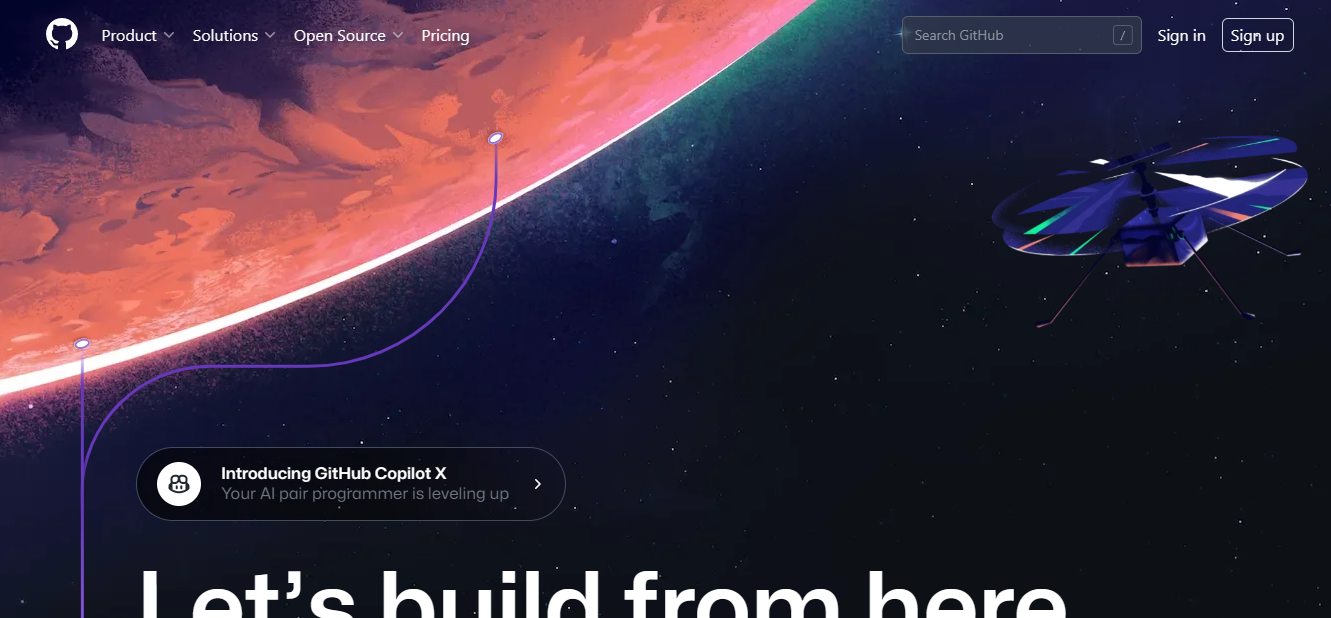 Product
Solutions
Open Source
Pricing
Search GitHub
/
Sign in
Sign up
Introducing GitHub Copilot X
Your AI pair programmer is leveling up
Let's build from here